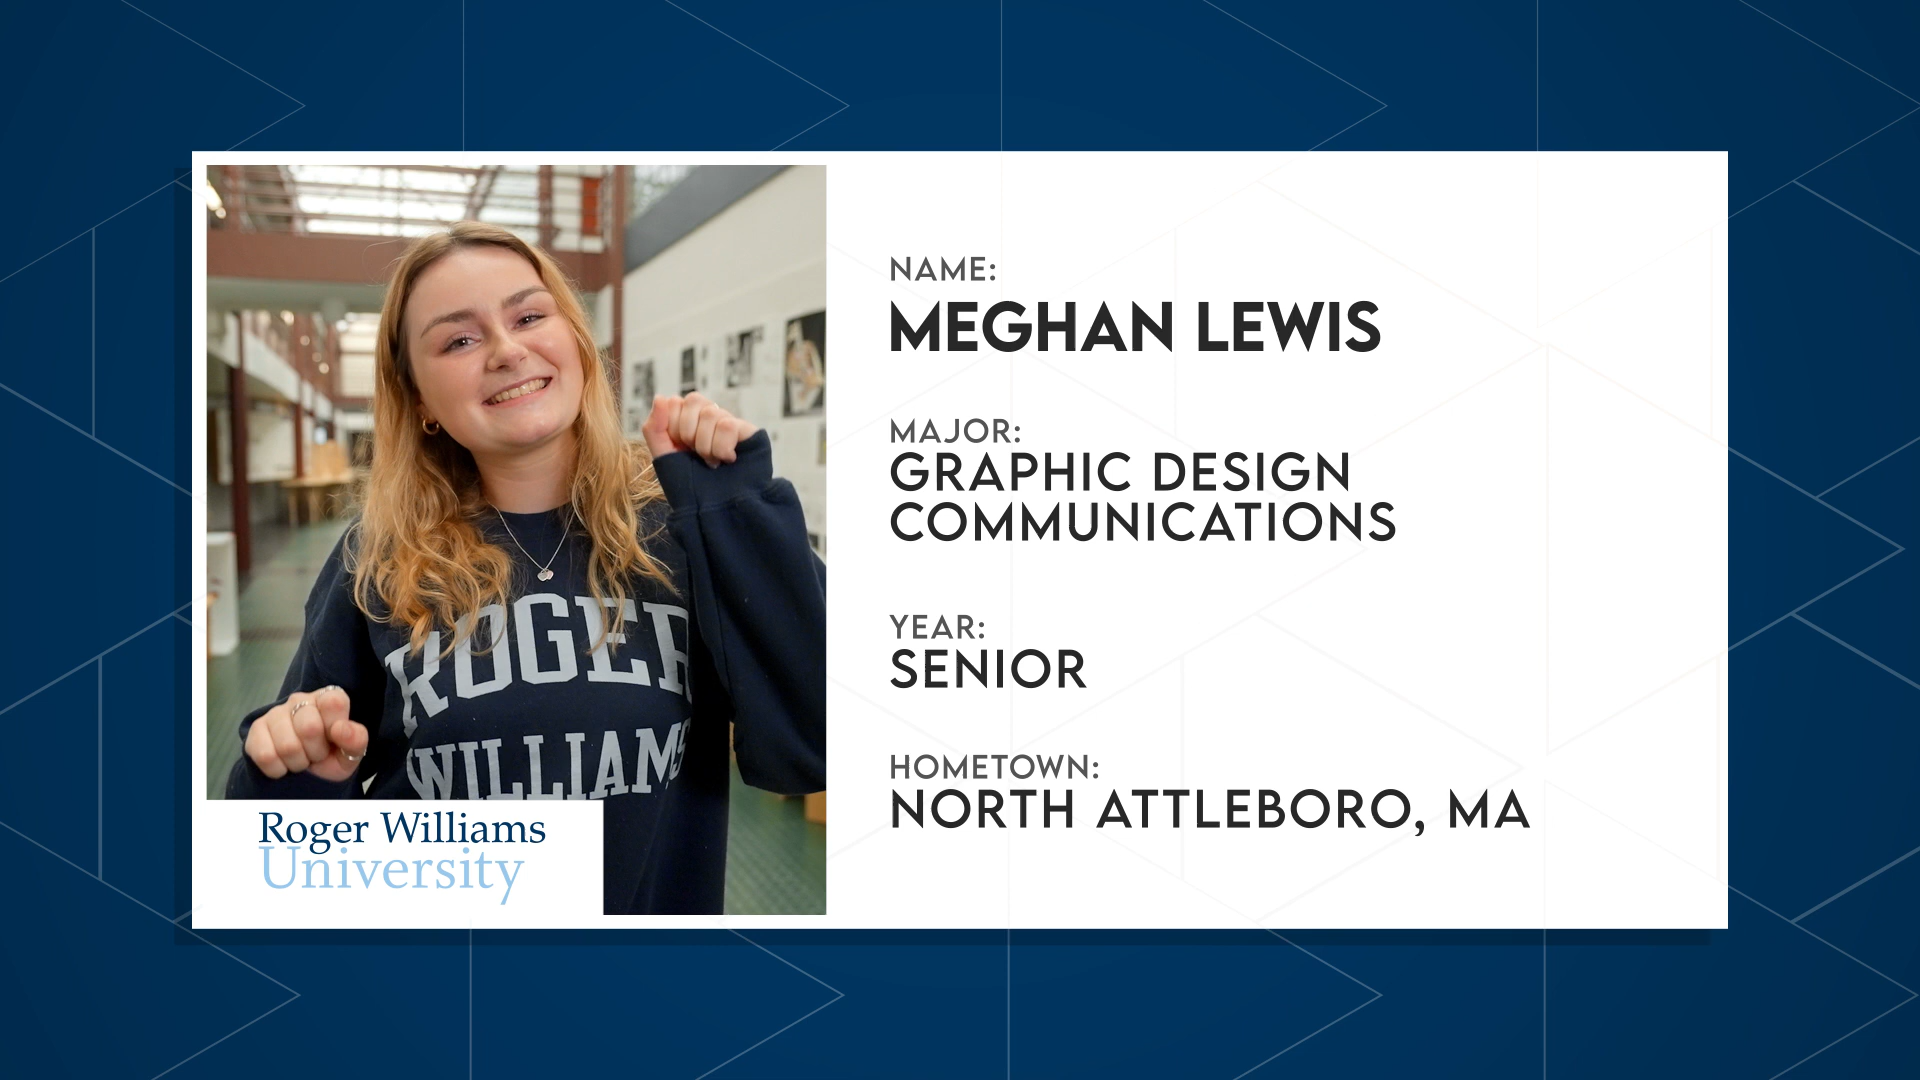 NAME:
MEGHAN LEWIS
MAJOR:
GRAPHIC DESIGN
COMMUNICATIONS
YEAR:
SENIOR
HOMETOWN:
NORTH ATTLEBORO, MA
ROGER
WILLIAMS
Roger Williams
University